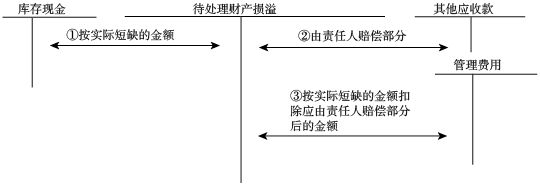 库存现金
待处理财产损溢
其他应收款
①按实际短缺的金额
②由责任人赔偿部分
管理费用
③按实际短缺的金额扣
除应由责任人赔偿部分
后的金额